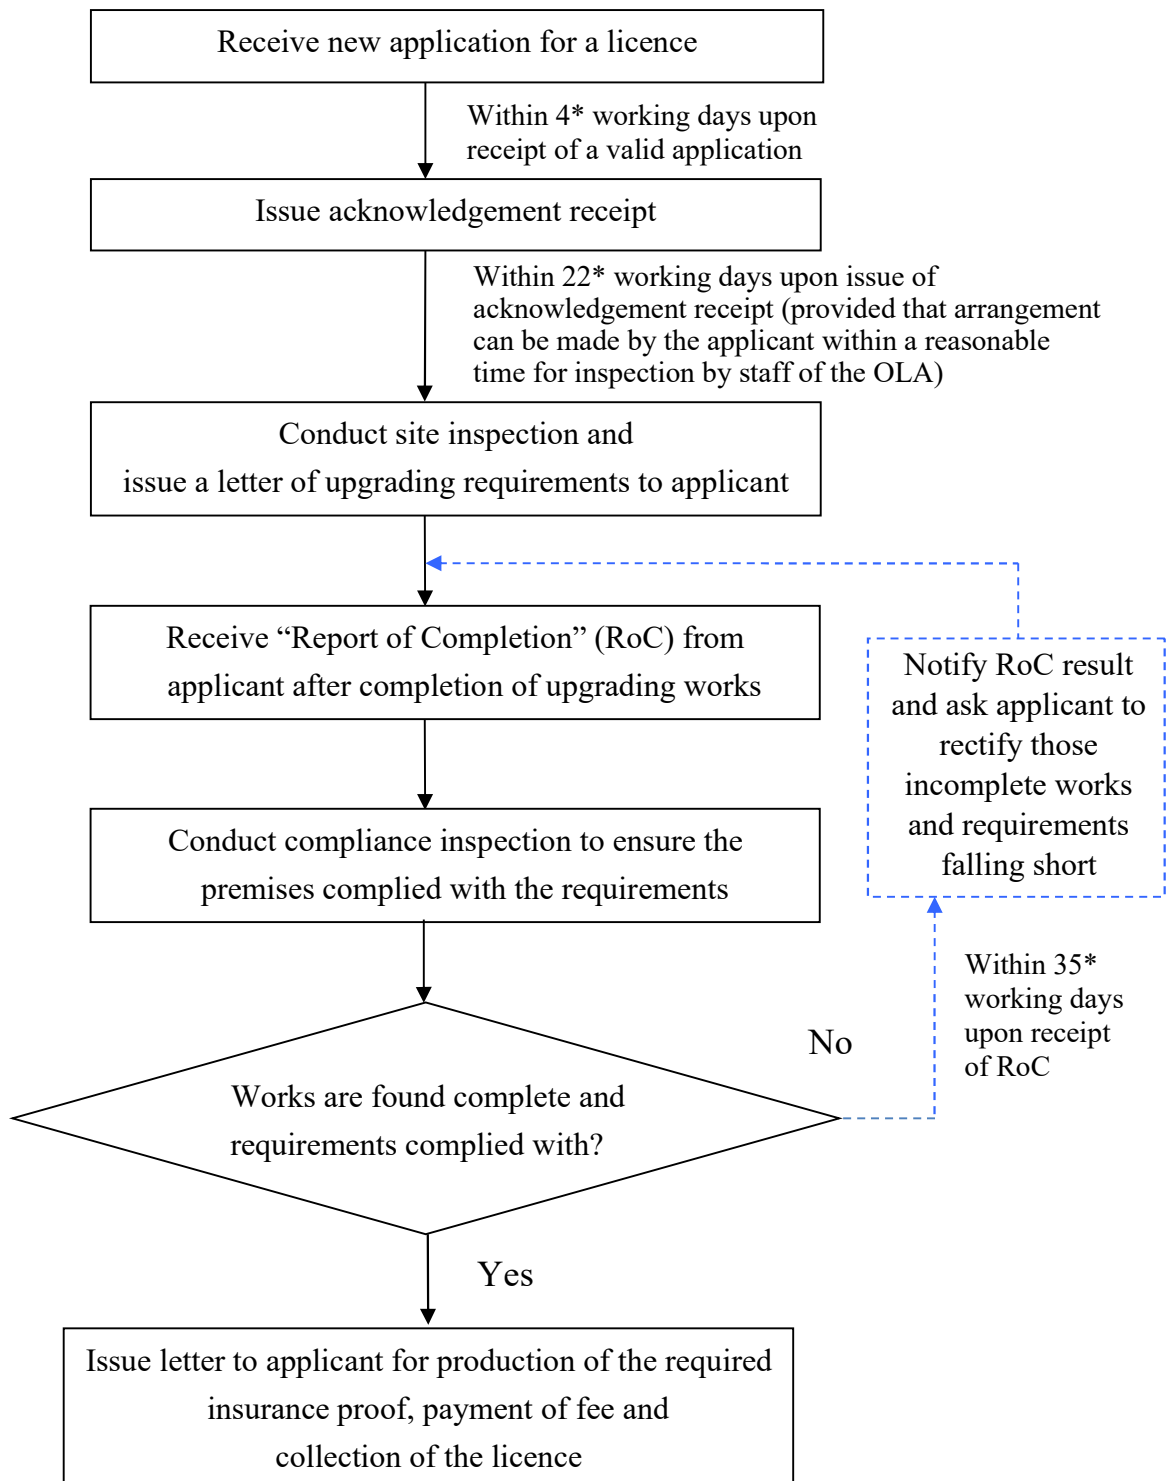 Receive new application for a licence
Within 4* working days upon
receipt of a valid application
Issue acknowledgement receipt
Within 22* working days upon issue of
acknowledgement receipt (provided that arrangement
can be made by the applicant within a reasonable
time for inspection by staff of the OLA)
Conduct site inspection and
issue a letter of upgrading requirements to applicant
Receive “Report of Completion” (RoC) from
applicant after completion of upgrading works
Notify RoC result
and ask applicant to
rectify those
incomplete works
and requirements
falling short
Conduct compliance inspection to ensure the
premises complied with the requirements
Within 35*
working days
upon receipt
of RoC
No
Works are found complete and
requirements complied with?
Yes
Issue letter to applicant for production of the required
insurance proof, payment of fee and
collection of the licence